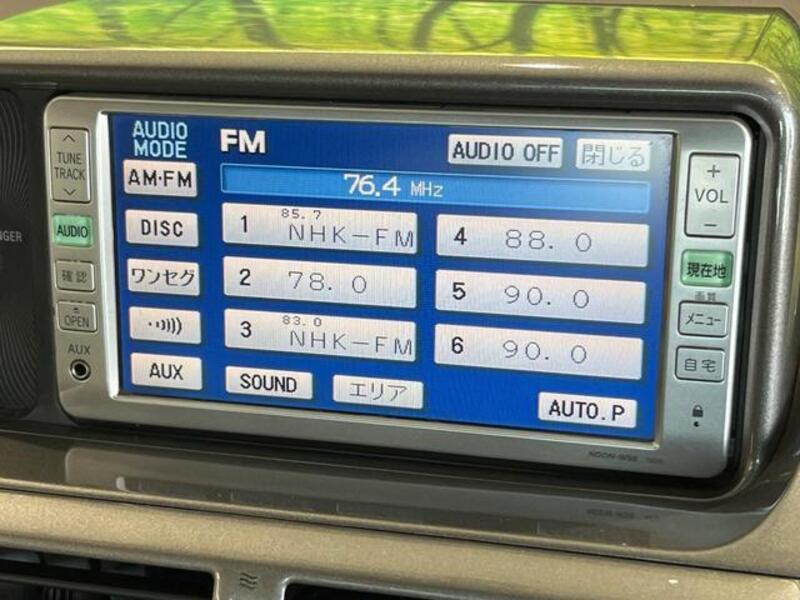 TUNE
TRACK
AUDIO
確認
OPEN
AUX
AUDIO
MODE
FM
AUDIO OFF
閉じる
AM・FM
76.4 MHz
DISC
ワンセグ
AUX
1 85.7 NHK-FM
2 78.0
3 83.0 NHK-FM
4 88.0
5 90.0
6 90.0
SOUND
エリア
AUTO.P
+
VOL
-
現在地
画質
メニュー
自宅
NGER